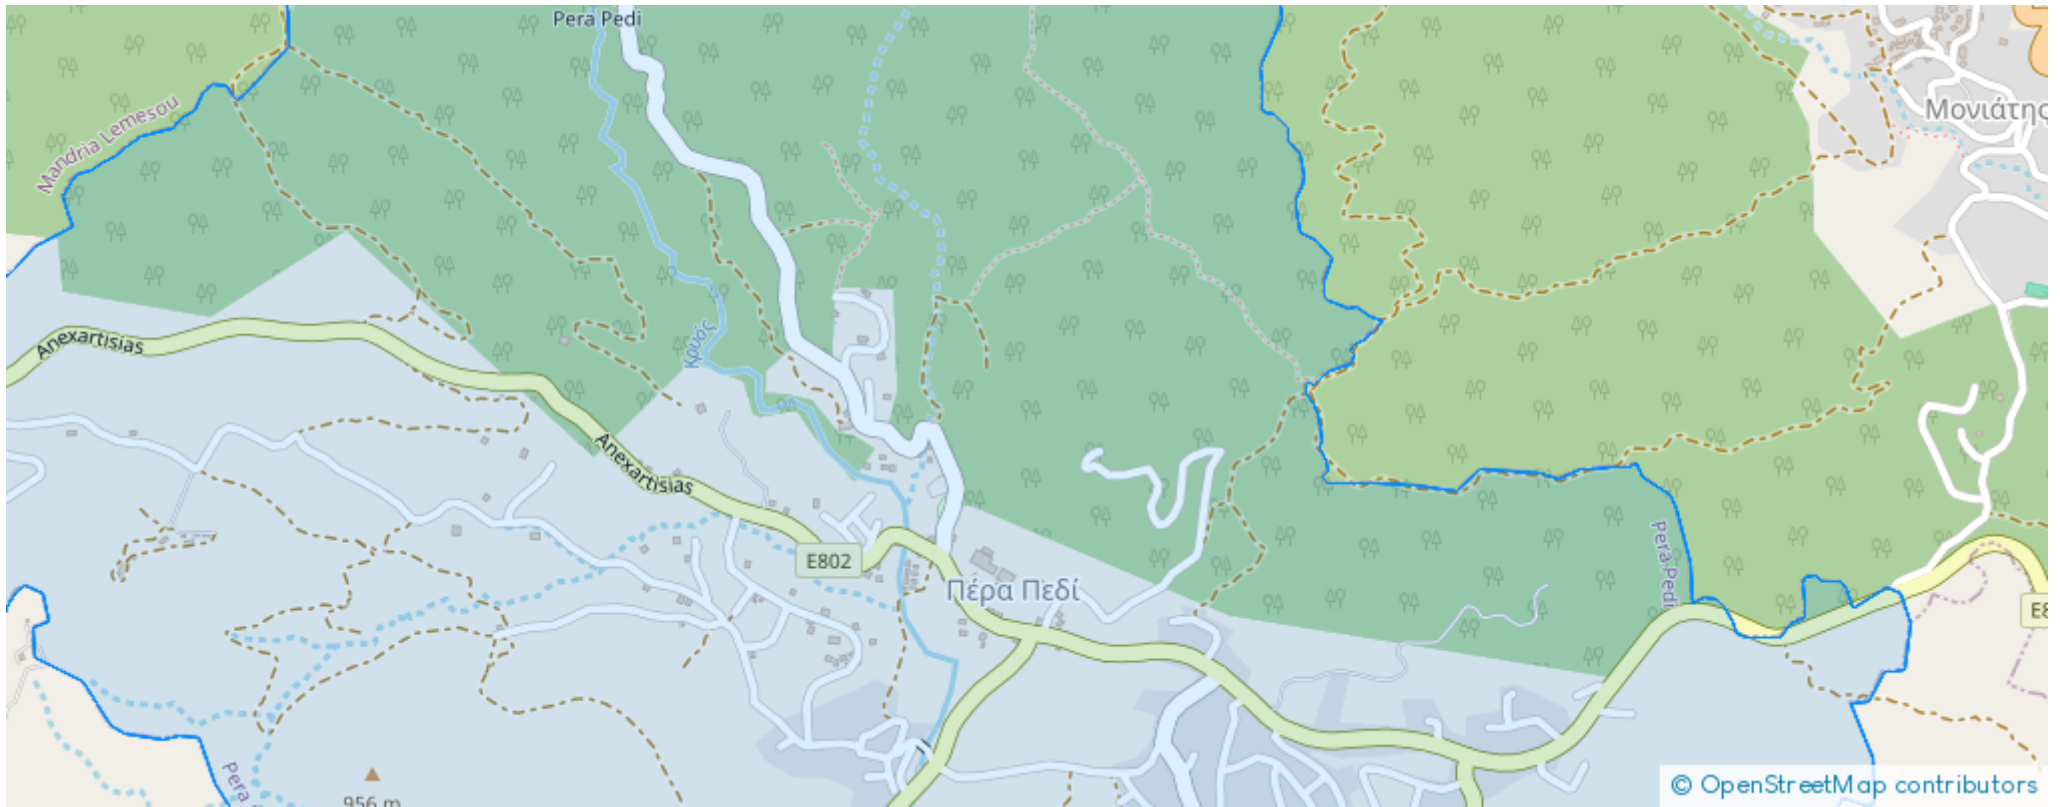 Pera Pedi
Mandria Lemesou
Μονιάτης
Κρυός
Anexartisias
Anexartisias
E802
Πέρα Πεδί
Pera Pedi
E8
Pera
956 m
© OpenStreetMap contributors